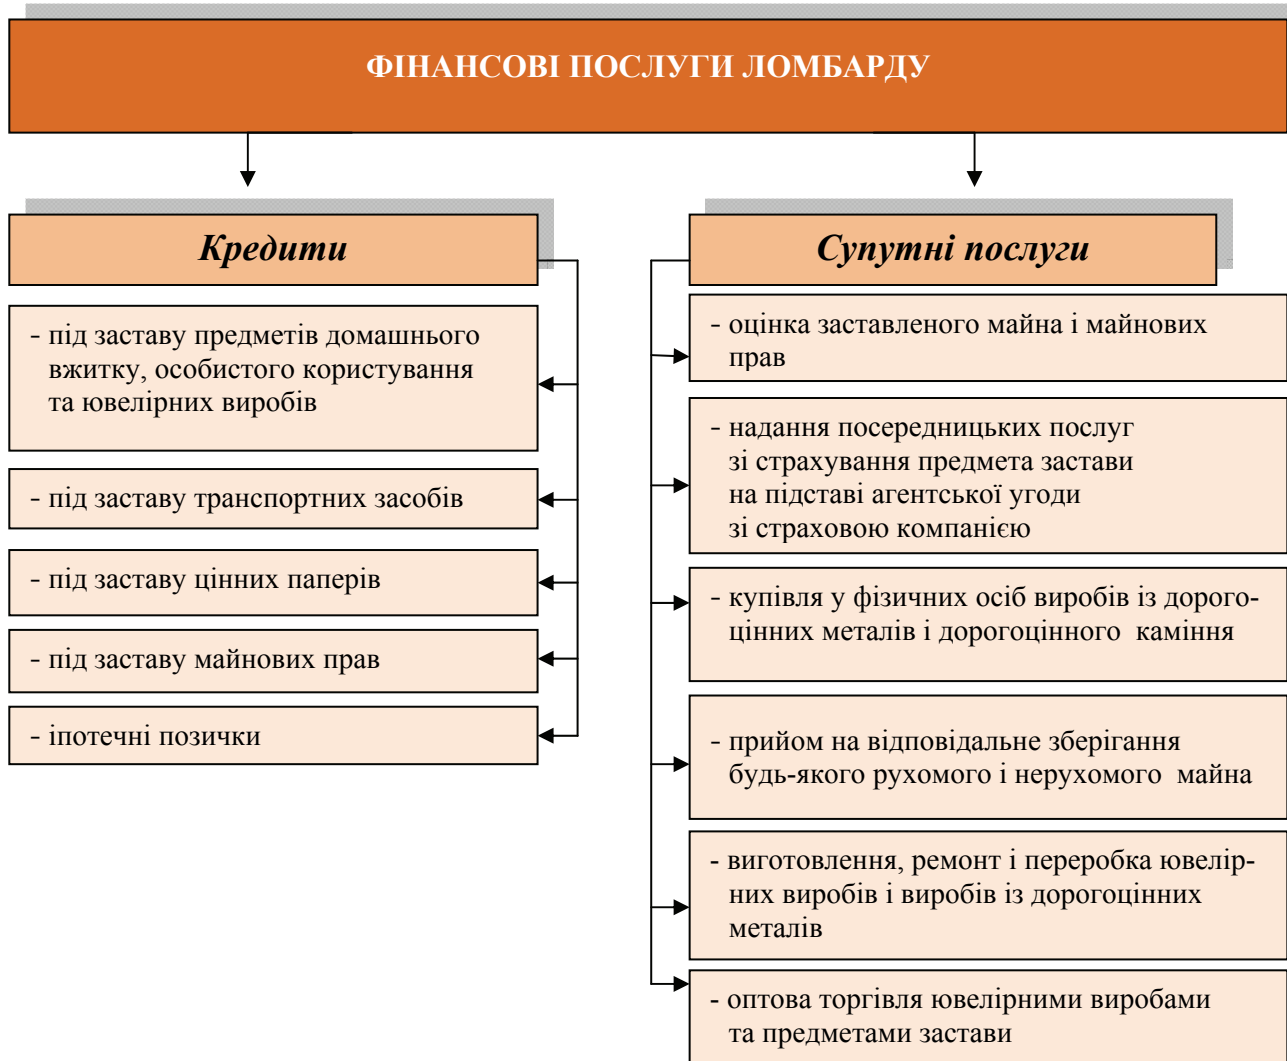 ФІНАНСОВІ ПОСЛУГИ ЛОМБАРДУ
Кредити
- під заставу предметів домашнього
вжитку, особистого користування
та ювелірних виробів
- під заставу транспортних засобів
- під заставу цінних паперів
- під заставу майнових прав
- іпотечні позички
Супутні послуги
- оцінка заставленого майна і майнових
прав
- надання посередницьких послуг
зі страхування предмета застави
на підставі агентської угоди
зі страховою компанією
- купівля у фізичних осіб виробів із дорого-
цінних металів і дорогоцінного каміння
- прийом на відповідальне зберігання
будь-якого рухомого і нерухомого майна
- виготовлення, ремонт і переробка ювелір-
них виробів і виробів із дорогоцінних
металів
- оптова торгівля ювелірними виробами
та предметами застави